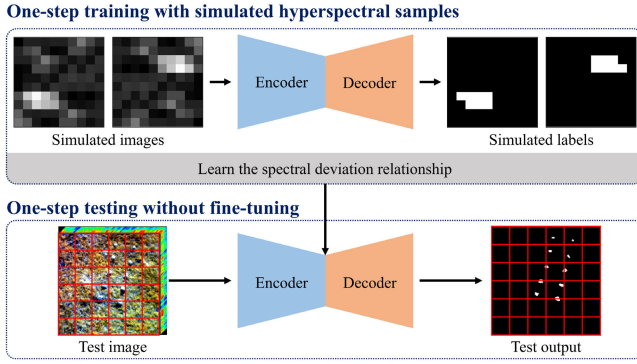 One-step training with simulated hyperspectral samples
Encoder Decoder
Simulated images Simulated labels
Learn the spectral deviation relationship
One-step testing without fine-tuning
Encoder Decoder
Test image Test output